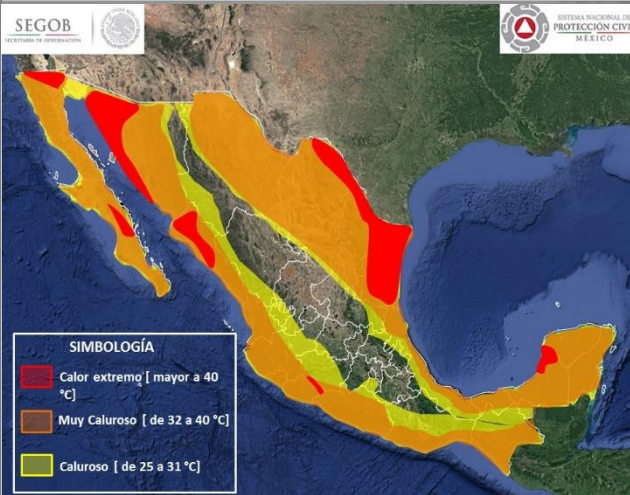 SEGOB
SECRETARÍA DE GOBERNACIÓN
SISTEMA NACIONAL DE
PROTECCIÓN CIVIL
MÉXICO
SIMBOLOGÍA
Calor extremo [ mayor a 40
°C]
Muy Caluroso [ de 32 a 40 °C]
Caluroso [ de 25 a 31 °C]